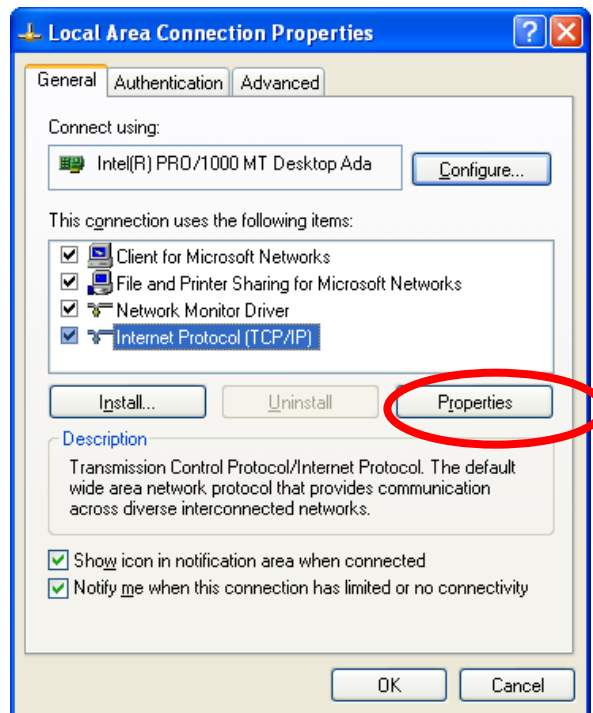 Local Area Connection Properties
General Authentication Advanced
Connect using:
Intel(R) PRO/1000 MT Desktop Ada Configure...
This connection uses the following items:
Client for Microsoft Networks
File and Printer Sharing for Microsoft Networks
Network Monitor Driver
Internet Protocol (TCP/IP)
Install... Uninstall Properties
Description
Transmission Control Protocol/Internet Protocol. The default
wide area network protocol that provides communication
across diverse interconnected networks.
Show icon in notification area when connected
Notify me when this connection has limited or no connectivity
OK Cancel